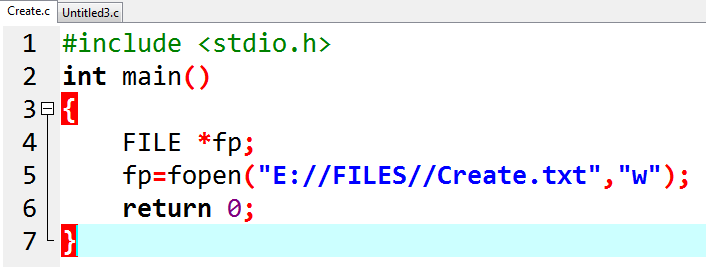 Create.c Untitled3.c
1 #include <stdio.h>
2 int main()
3 {
4 FILE *fp;
5 fp=fopen("E://FILES//Create.txt","w");
6 return 0;
7 }